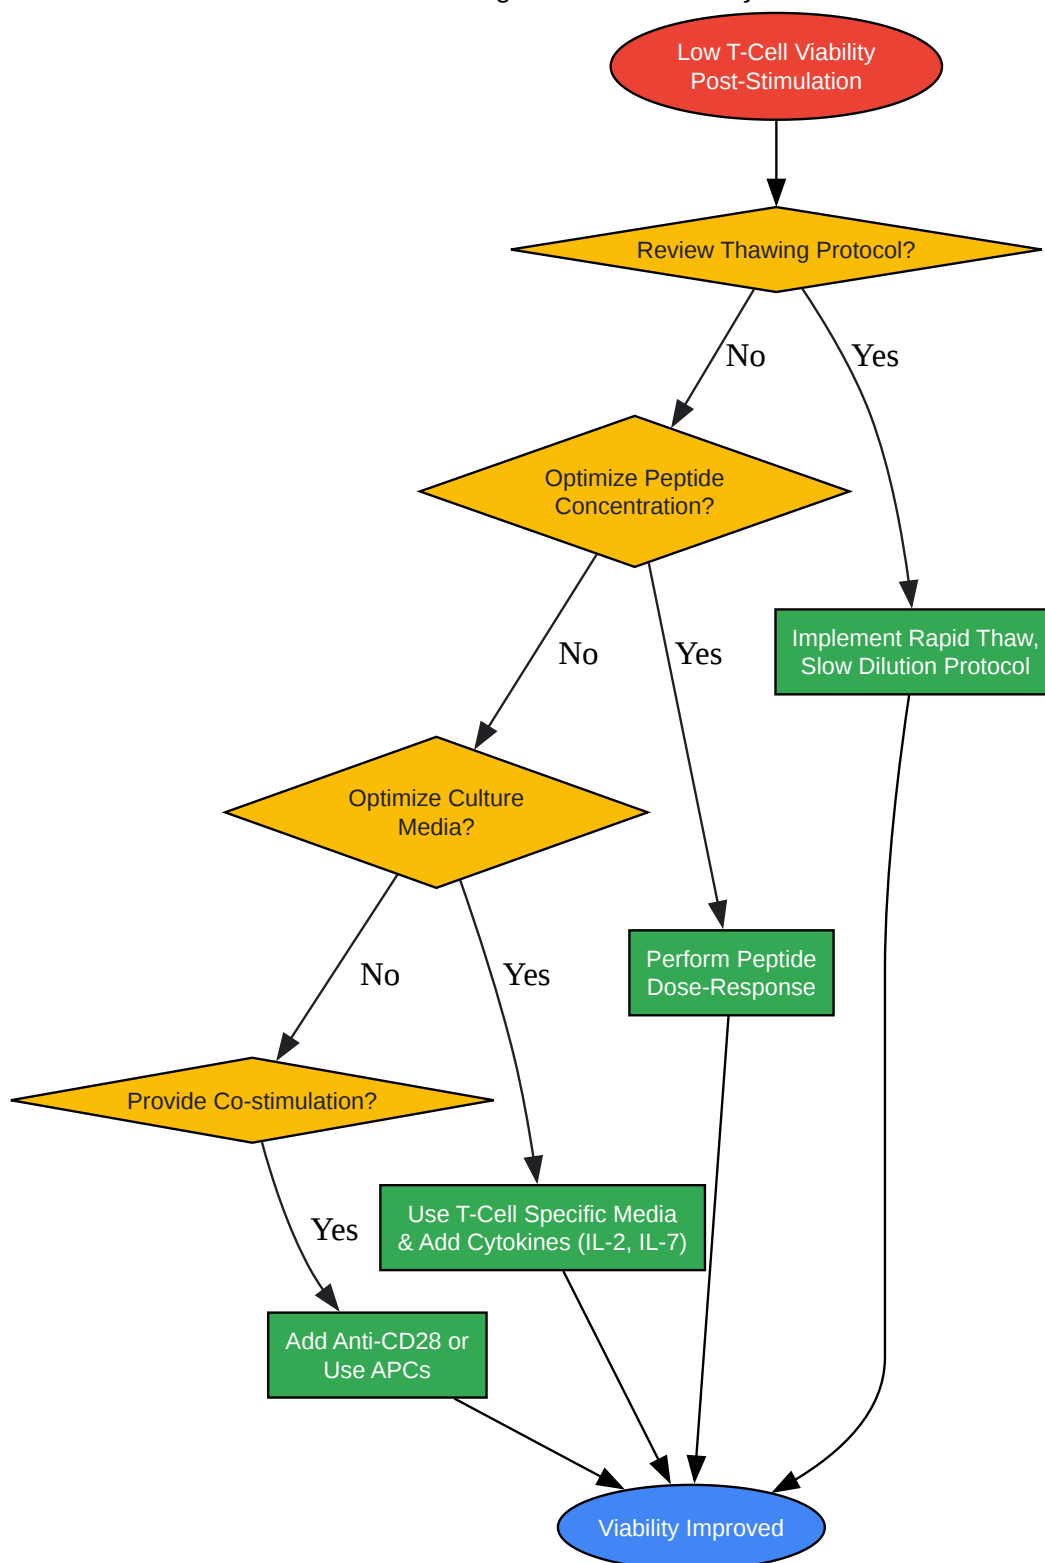 Low T-Cell Viability
Post-Stimulation
Review Thawing Protocol?
No
Yes
Optimize Peptide
Concentration?
Implement Rapid Thaw,
Slow Dilution Protocol
No
Yes
Optimize Culture
Media?
Perform Peptide
Dose-Response
No
Yes
Provide Co-stimulation?
Use T-Cell Specific Media
& Add Cytokines (IL-2, IL-7)
Yes
Add Anti-CD28 or
Use APCs
Viability Improved